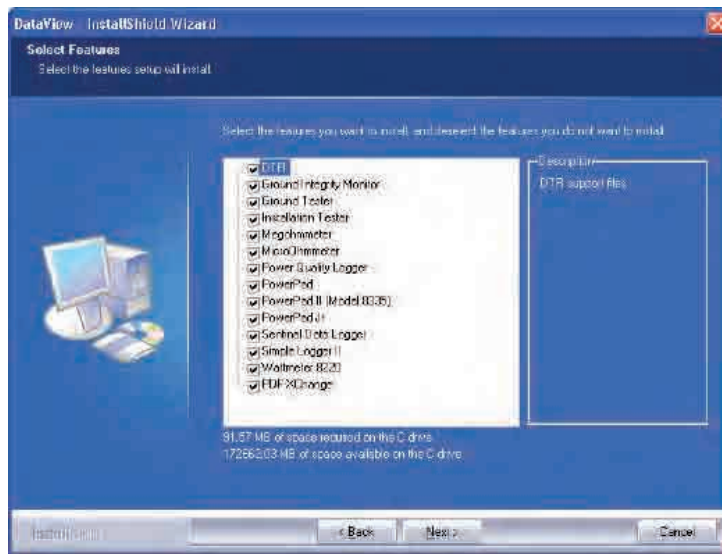 DataView - InstallShield Wizard
Select Features
Select the features setup will install.
Select the features you want to install, and deselect the features you do not want to install.
DTR
Ground Integrity Monitor
Ground Tester
Installation Tester
Megohmmeter
MicroOhmmeter
Power Quality Logger
PowerPad
PowerPad II (Model 8335)
PowerPad Jr
Sentinel Data Logger
Simple Logger II
Wattmeter 8220
PDF-XChange
Description
DTR support files
91.57 MB of space required on the C drive
MB of space available on the C drive
InstallShield
< Back
Next >
Cancel